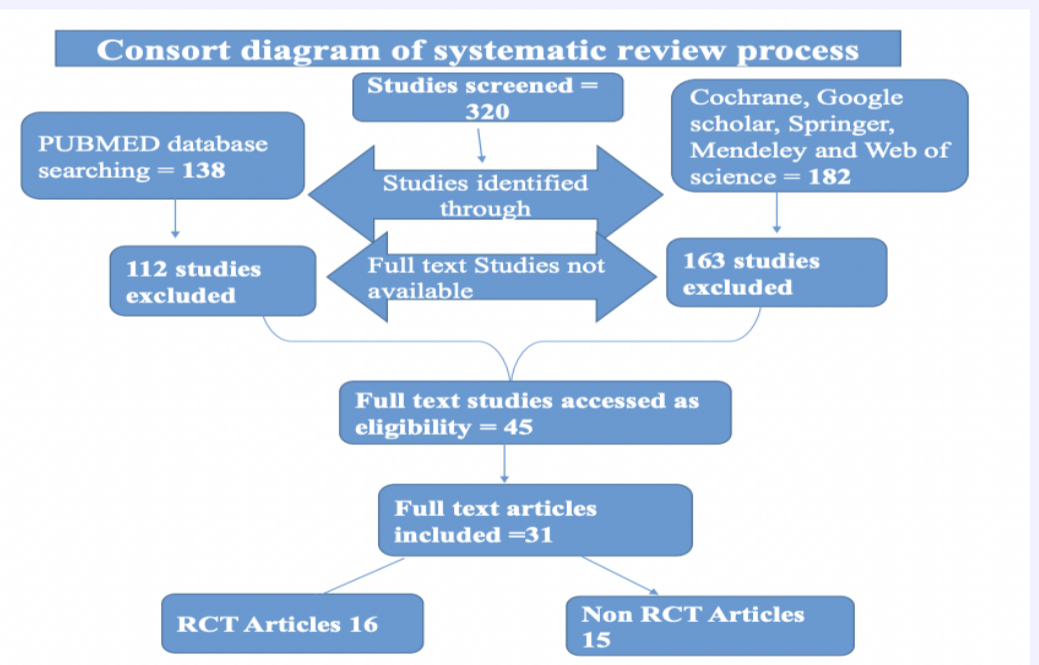 Consort diagram of systematic review process
Studies screened =
320
PUBMED database
searching = 138
Cochrane, Google
scholar, Springer,
Mendeley and Web of
science = 182
Studies identified
through
112 studies
excluded
Full text Studies not
available
163 studies
excluded
Full text studies accessed as
eligibility = 45
Full text articles
included =31
RCT Articles 16
Non RCT Articles
15